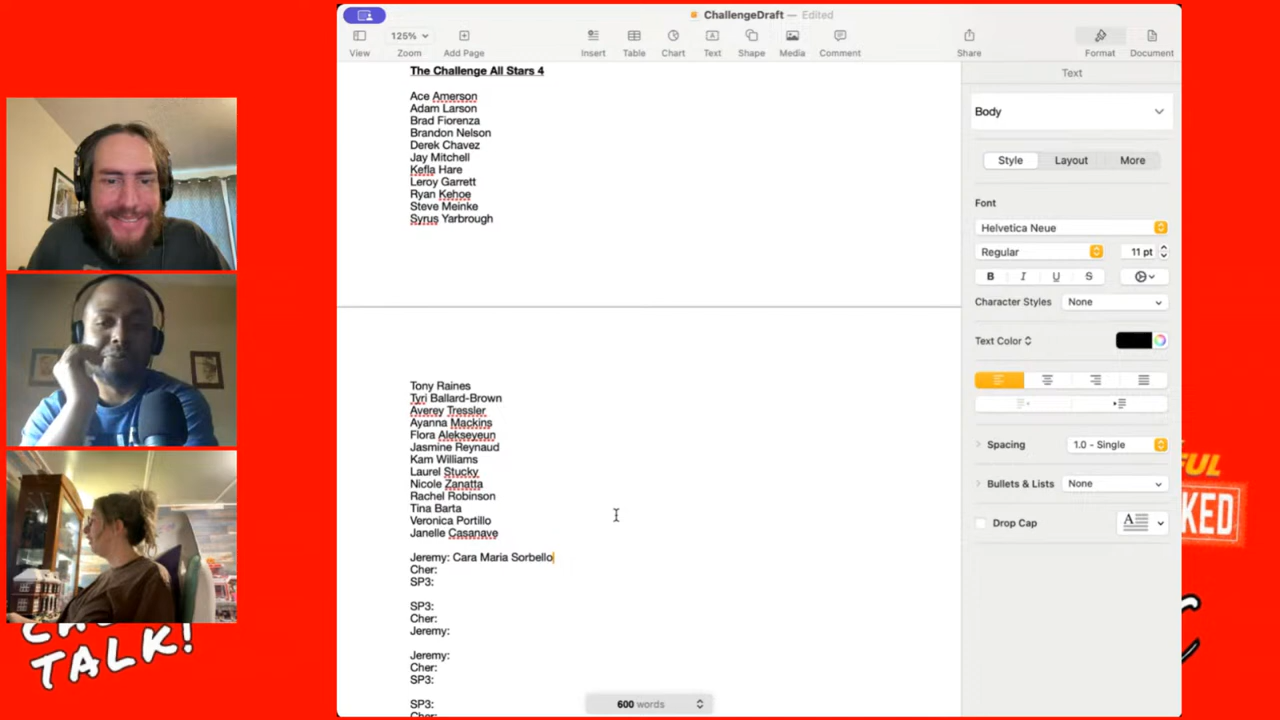 ChallengeDraft — Edited
125%
View
Zoom
Add Page
Insert
Table
Chart
Text
Shape
Media
Comment
Share
Format
Document
The Challenge All Stars 4
Ace Amerson
Adam Larson
Brad Fiorenza
Brandon Nelson
Derek Chavez
Jay Mitchell
Kefla Hare
Leroy Garrett
Ryan Kehoe
Steve Meinke
Syrus Yarbrough
Tony Raines
Tyri Ballard-Brown
Averey Tressler
Ayanna Mackins
Flora Alekseyeun
Jasmine Reynaud
Kam Williams
Laurel Stucky
Nicole Zanatta
Rachel Robinson
Tina Barta
Veronica Portillo
Janelle Casanave
Jeremy: Cara Maria Sorbello
Cher:
SP3:
SP3:
Cher:
Jeremy:
Jeremy:
Cher:
SP3:
SP3:
Cher:
600 words
Text
Body
Style
Layout
More
Font
Helvetica Neue
Regular
11 pt
B I U S
Character Styles
None
Text Color
Spacing
1.0 - Single
Bullets & Lists
None
Drop Cap
A
TALK!